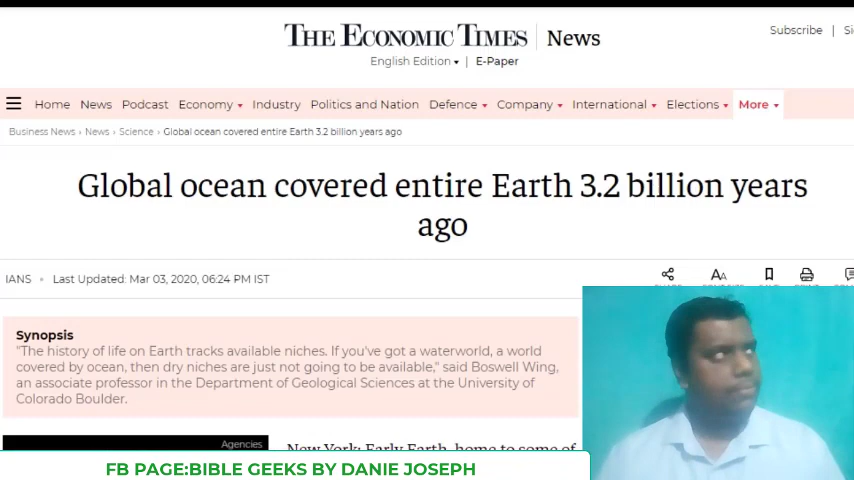 THE ECONOMIC TIMES | News
Subscribe |
English Edition | E-Paper
Home News Podcast Economy Industry Politics and Nation Defence Company International Elections More
Business News › News › Science › Global ocean covered entire Earth 3.2 billion years ago
Global ocean covered entire Earth 3.2 billion years
ago
IANS • Last Updated: Mar 03, 2020, 06:24 PM IST
Synopsis
"The history of life on Earth tracks available niches. If you've got a waterworld, a world
covered by ocean, then dry niches are just not going to be available," said Boswell Wing,
an associate professor in the Department of Geological Sciences at the University of
Colorado Boulder.
Agencies
New York: Early Earth, home to some of
FB PAGE:BIBLE GEEKS BY DANIE JOSEPH